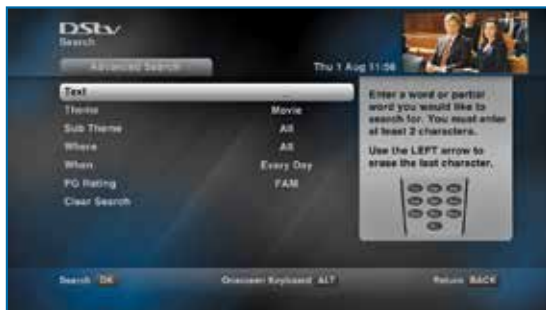 DStv
Search
Advanced Search
Thu 1 Aug 11:56
Text _
Theme Movie
Sub Theme All
Where All
When Every Day
PG Rating FAM
Clear Search
Enter a word or partial
word you would like to
search for. You must enter
at least 2 characters.
Use the LEFT arrow to
erase the last character.
Search OK
Onscreen Keyboard ALT
Return BACK